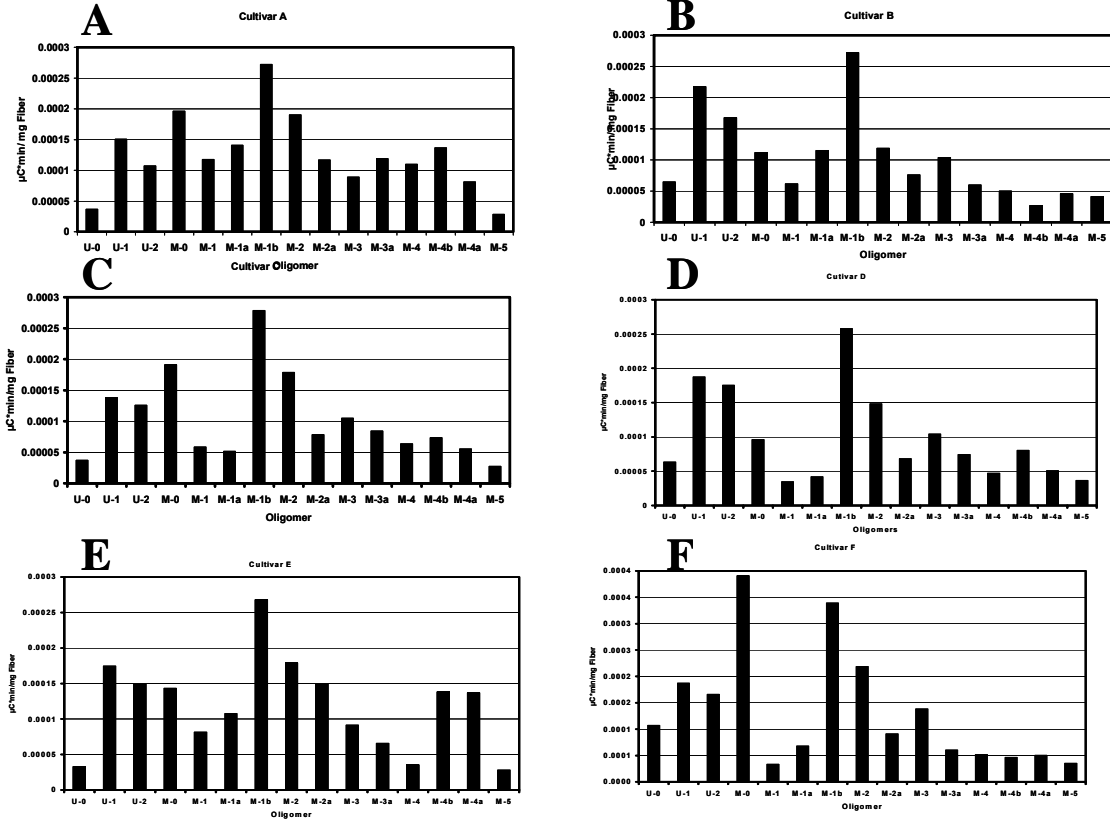 A
Cultivar A
µC*min/ mg Fiber
0.0003
0.00025
0.0002
0.00015
0.0001
0.00005
0
U-0 U-1 U-2 M-0 M-1 M-1a M-1b M-2 M-2a M-3 M-3a M-4 M-4b M-4a M-5
Oligomer
B
Cultivar B
µC*min/ mg Fiber
0.0003
0.00025
0.0002
0.00015
0.0001
0.00005
0
U-0 U-1 U-2 M-0 M-1 M-1a M-1b M-2 M-2a M-3 M-3a M-4 M-4b M-4a M-5
Oligomer
C
Cultivar
µC*min/mg Fiber
0.0003
0.00025
0.0002
0.00015
0.0001
0.00005
0
U-0 U-1 U-2 M-0 M-1 M-1a M-1b M-2 M-2a M-3 M-3a M-4 M-4b M-4a M-5
Oligomer
D
Cutivar D
µC*min/mg Fiber
0.0003
0.00025
0.0002
0.00015
0.0001
0.00005
0
U-0 U-1 U-2 M-0 M-1 M-1a M-1b M-2 M-2a M-3 M-3a M-4 M-4b M-4a M-5
Oligomers
E
Cultivar E
µC*min/mg Fiber
0.0003
0.00025
0.0002
0.00015
0.0001
0.00005
0
U-0 U-1 U-2 M-0 M-1 M-1a M-1b M-2 M-2a M-3 M-3a M-4 M-4b M-4a M-5
Oligomer
F
Cultivar F
µC*min/mg Fiber
0.0004
0.0004
0.0003
0.0003
0.0002
0.0002
0.0001
0.0001
0.0000
U-0 U-1 U-2 M-0 M-1 M-1a M-1b M-2 M-2a M-3 M-3a M-4 M-4b M-4a M-5
Oligomer